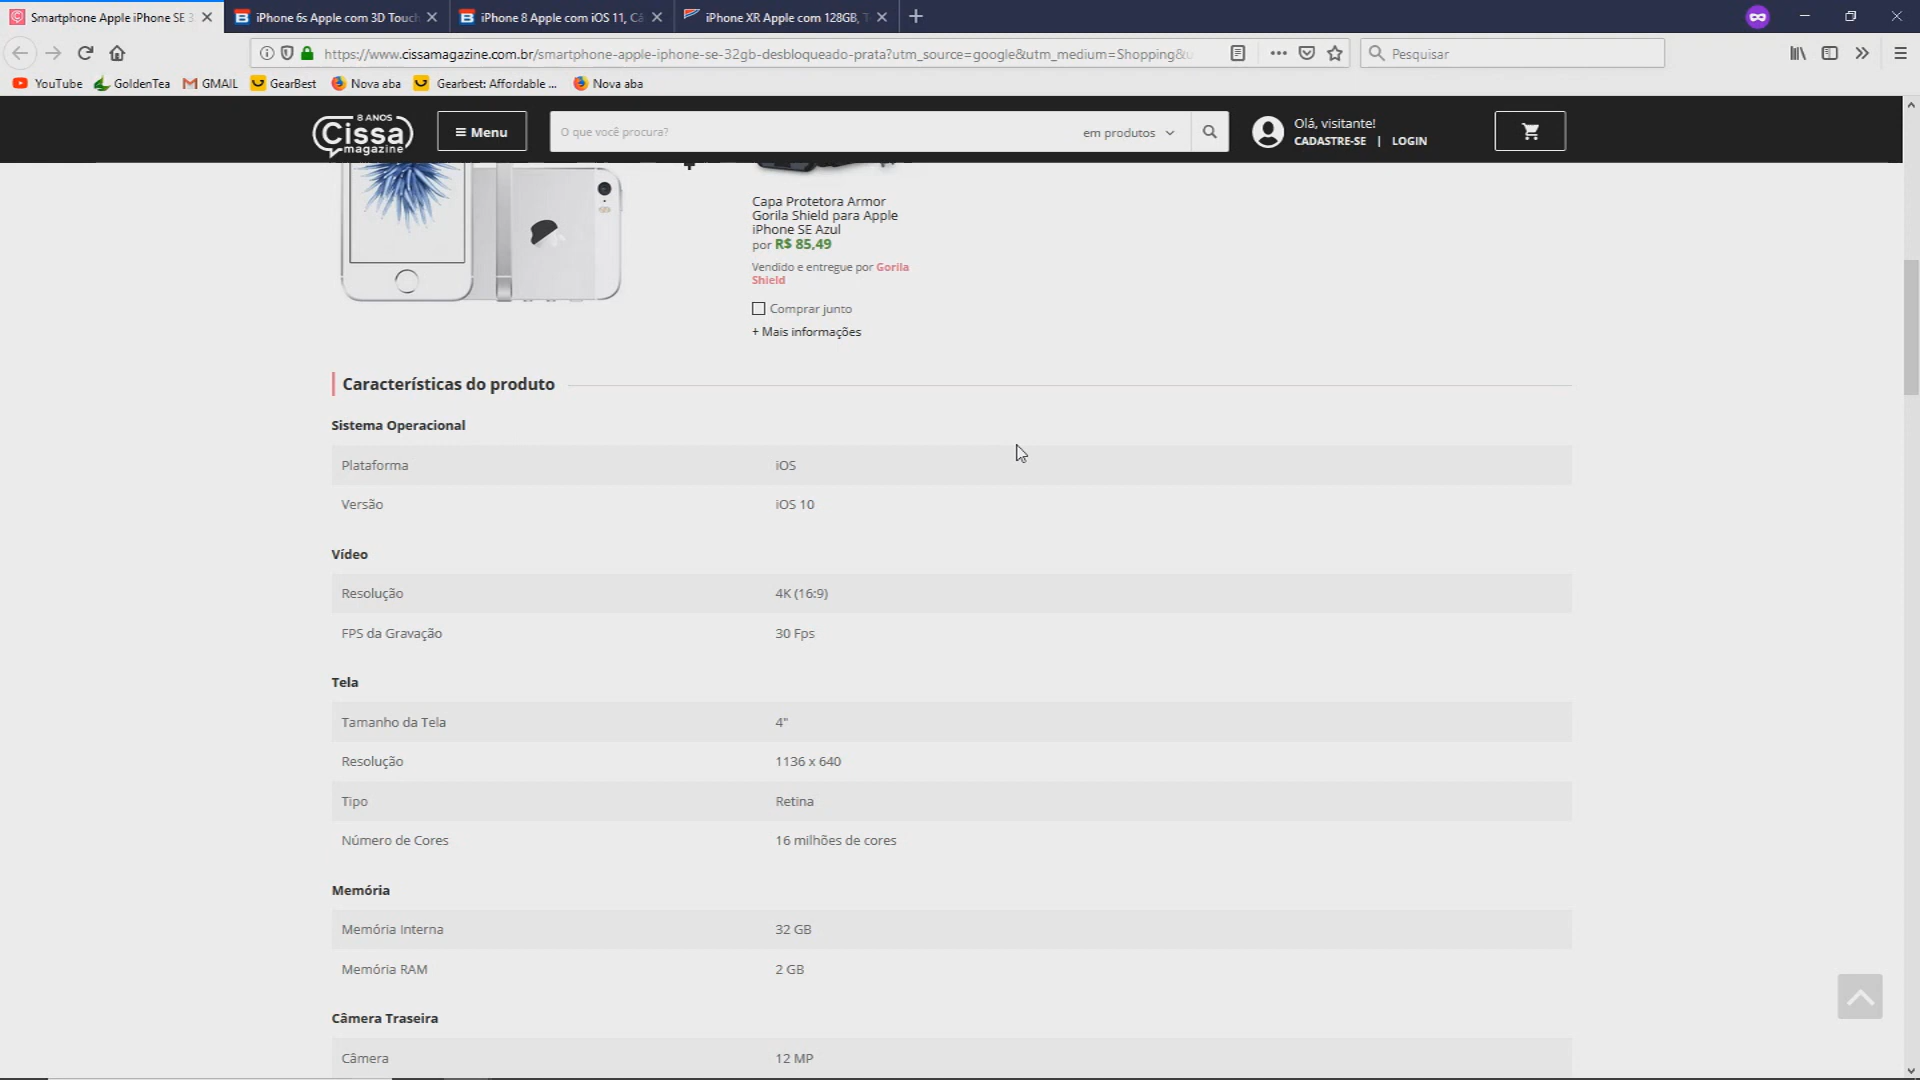 Smartphone Apple iPhone SE 3
iPhone 6s Apple com 3D Touch
iPhone 8 Apple com iOS 11, Câ
iPhone XR Apple com 128GB, T
https://www.cissamagazine.com.br/smartphone-apple-iphone-se-32gb-desbloqueado-prata?utm_source=google&utm_medium=Shopping&u
Pesquisar
YouTube
GoldenTea
GMAIL
GearBest
Nova aba
Gearbest: Affordable ...
Nova aba
8 ANOS
Cissa
magazine
Menu
O que você procura?
em produtos
Olá, visitante!
CADASTRE-SE | LOGIN
Capa Protetora Armor
Gorila Shield para Apple
iPhone SE Azul
por R$ 85,49
Vendido e entregue por Gorila
Shield
Comprar junto
+ Mais informações
Características do produto
Sistema Operacional
Plataforma iOS
Versão iOS 10
Vídeo
Resolução 4K (16:9)
FPS da Gravação 30 Fps
Tela
Tamanho da Tela 4"
Resolução 1136 x 640
Tipo Retina
Número de Cores 16 milhões de cores
Memória
Memória Interna 32 GB
Memória RAM 2 GB
Câmera Traseira
Câmera 12 MP